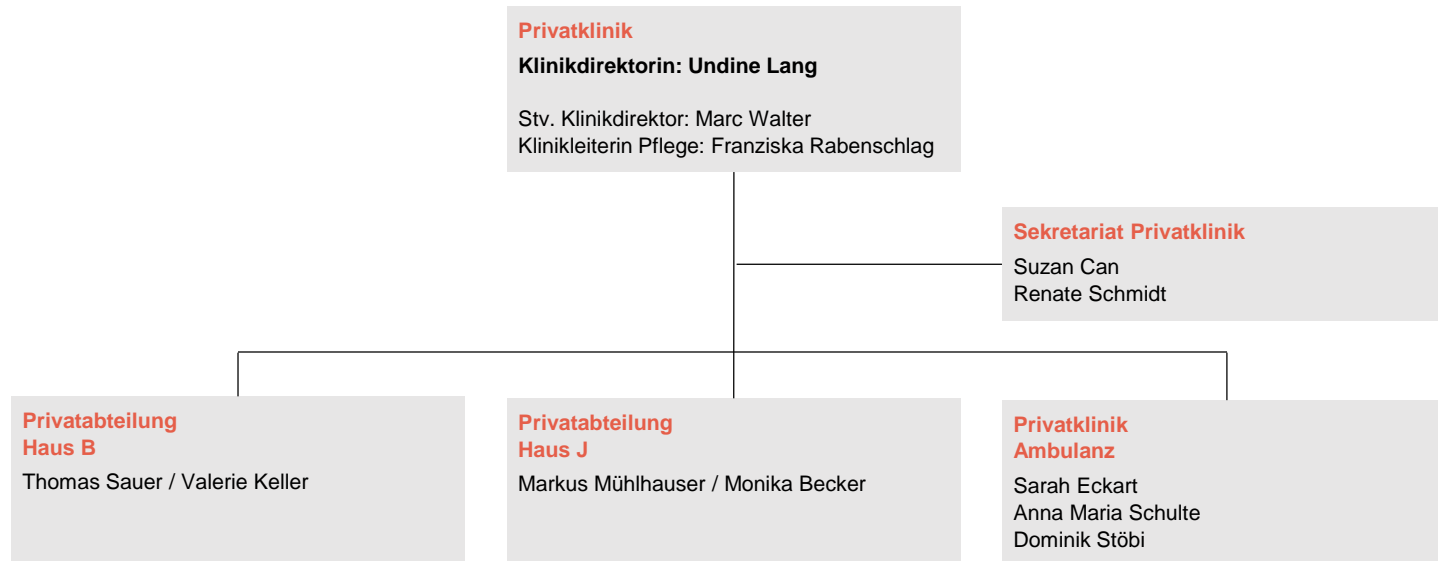 Privatklinik
Klinikdirektorin: Undine Lang
Stv. Klinikdirektor: Marc Walter
Klinikleiterin Pflege: Franziska Rabenschlag
Sekretariat Privatklinik
Suzan Can
Renate Schmidt
Privatabteilung
Haus B
Thomas Sauer / Valerie Keller
Privatabteilung
Haus J
Markus Mühlhauser / Monika Becker
Privatklinik
Ambulanz
Sarah Eckart
Anna Maria Schulte
Dominik Stöbi